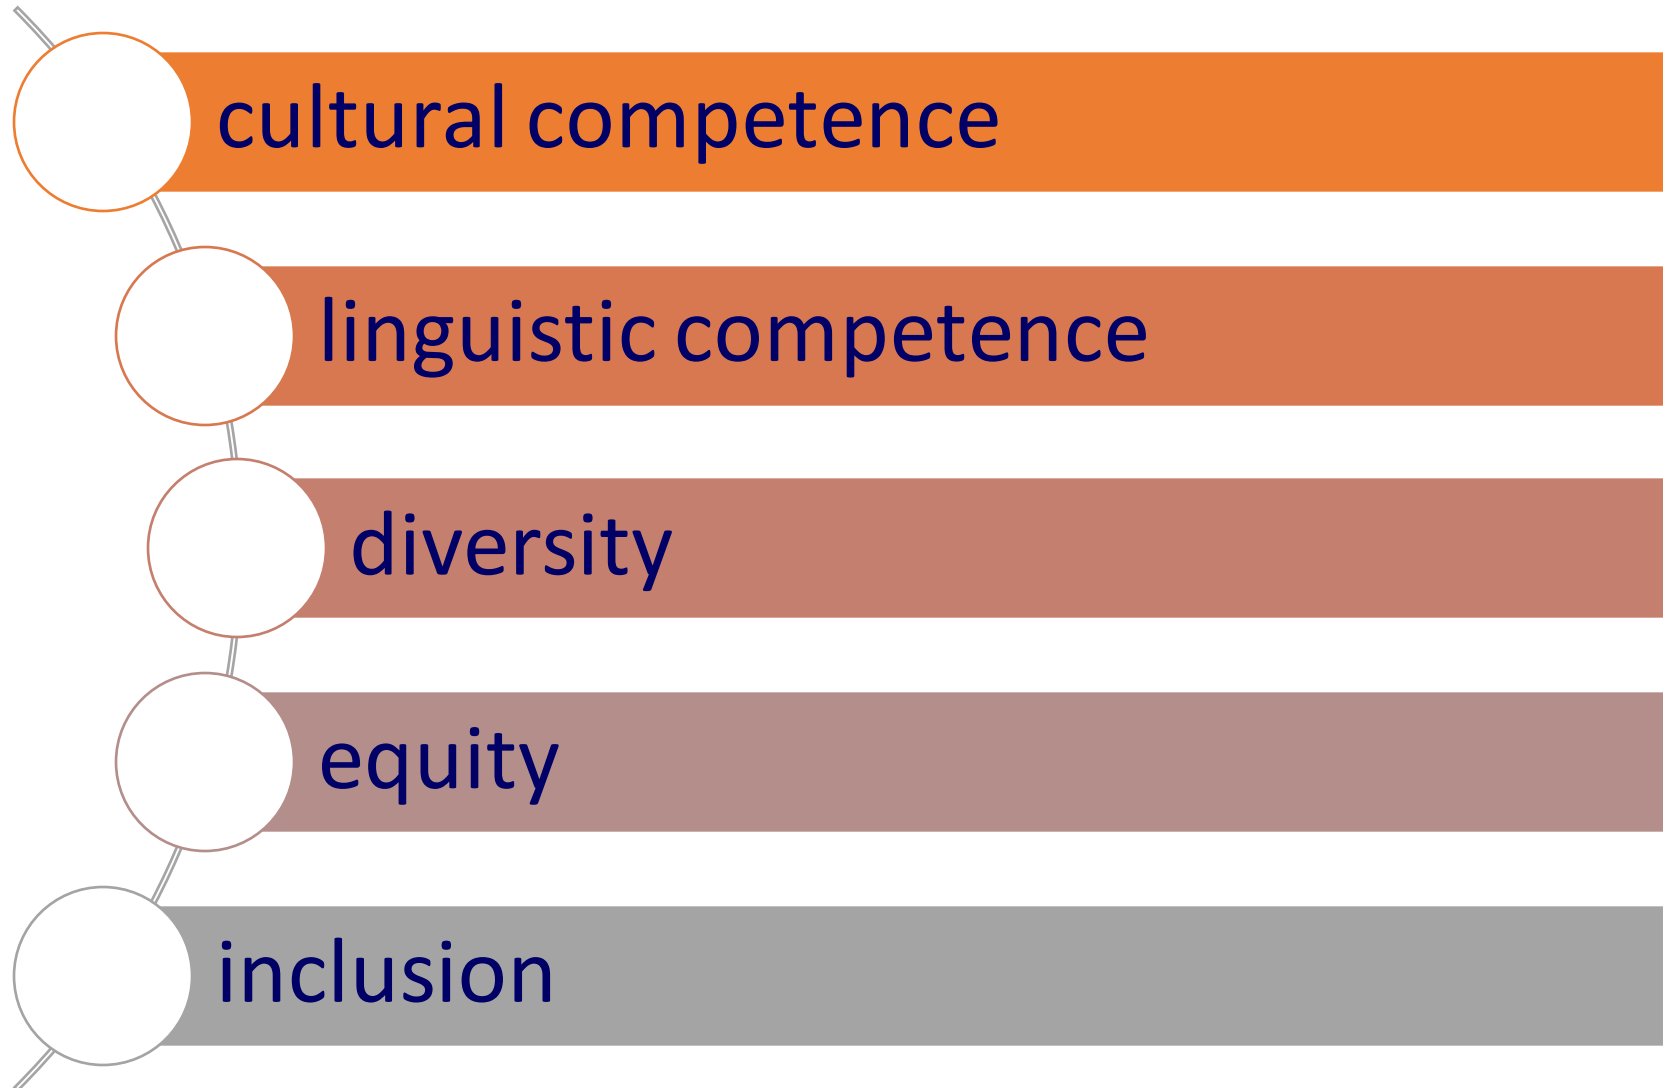 cultural competence
linguistic competence
diversity
equity
inclusion